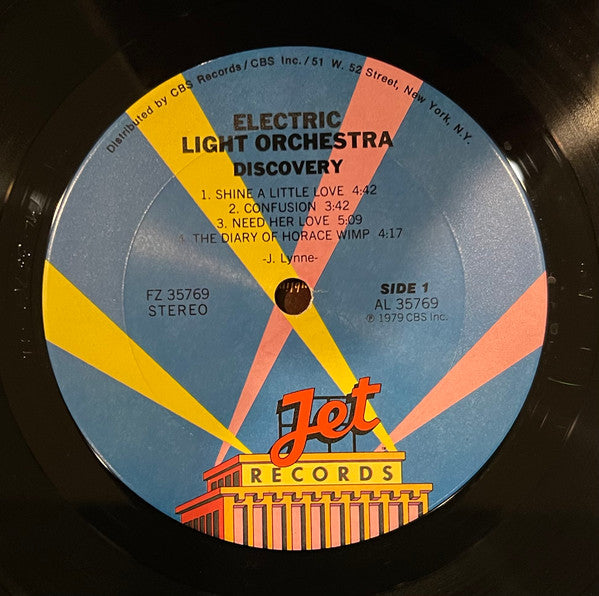 Distributed by CBS Records/CBS Inc./51 W. 52 Street, New York, N.Y.
ELECTRIC
LIGHT ORCHESTRA
DISCOVERY
1. SHINE A LITTLE LOVE 4:42
2. CONFUSION 3:42
3. NEED HER LOVE 5:09
4. THE DIARY OF HORACE WIMP 4:17
-J. Lynne-
FZ 35769
STEREO
SIDE 1
AL 35769
℗ 1979 CBS Inc.
Jet
RECORDS